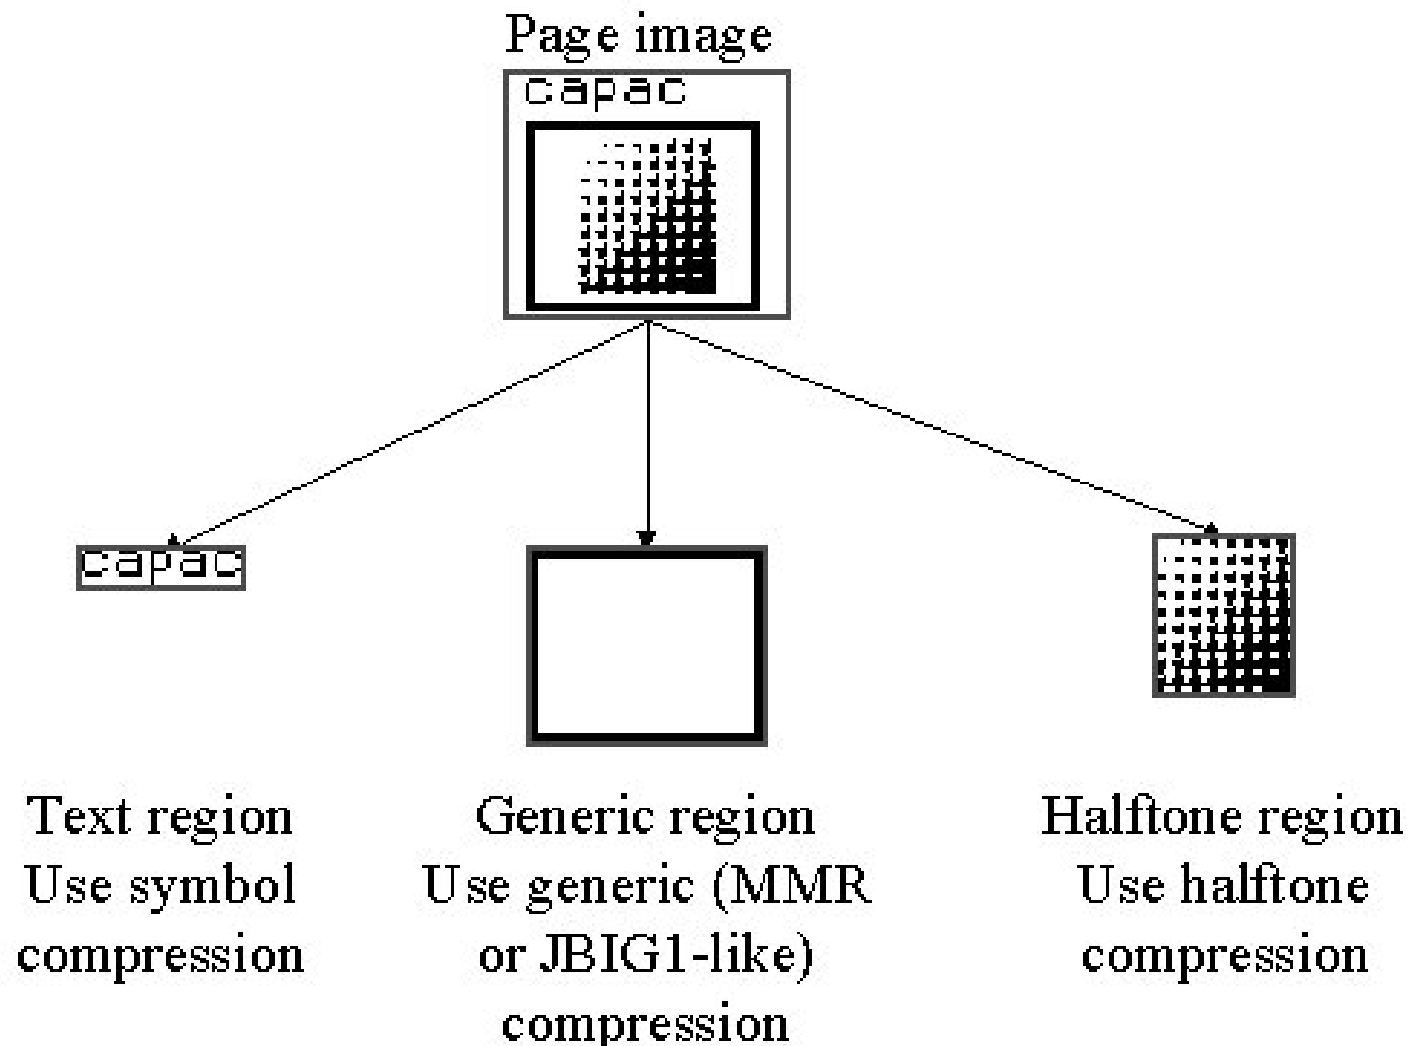 Page image
capac
capac
Text region
Use symbol
compression
Generic region
Use generic (MMR
or JBIG1-like)
compression
Halftone region
Use halftone
compression